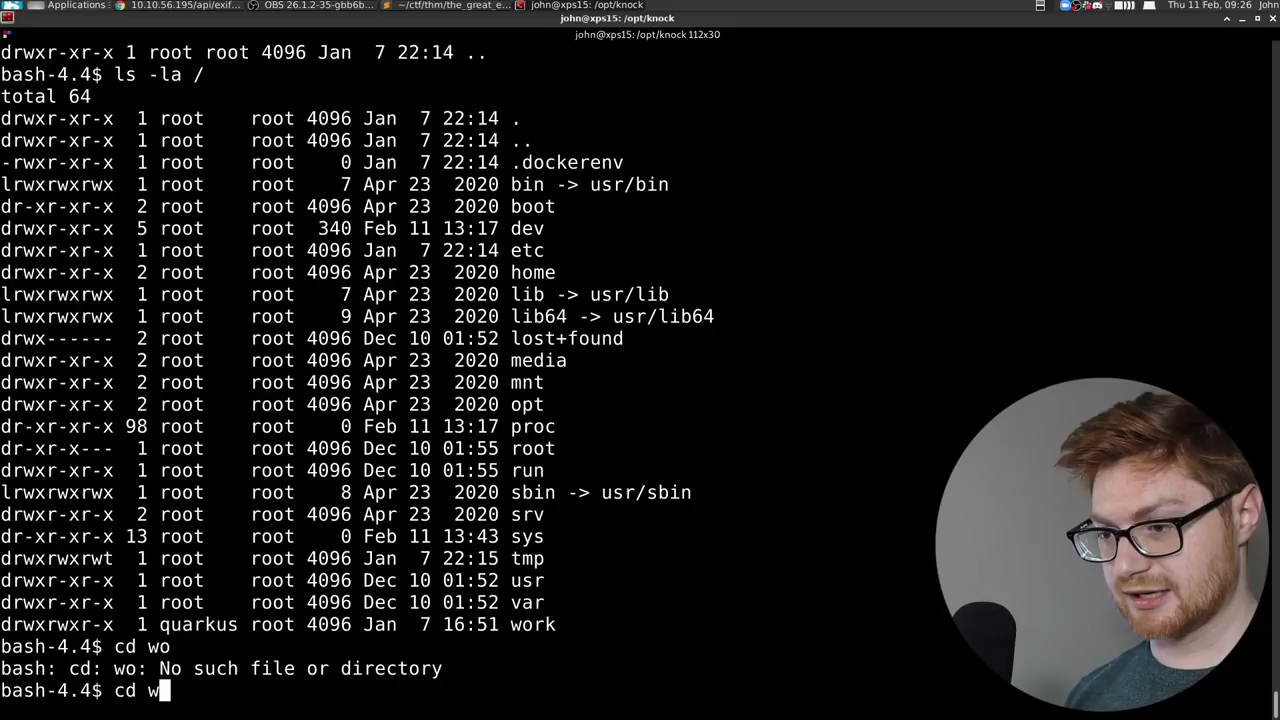 Applications
10.10.56.195/api/exif...
OBS 26.1.2-35-gbb6b...
~/ctf/thm/the_great_e...
john@xps15: /opt/knock
Thu 11 Feb, 09:26
John
john@xps15: /opt/knock
john@xps15: /opt/knock 112x30
drwxr-xr-x 1 root root 4096 Jan  7 22:14 ..
bash-4.4$ ls -la /
total 64
drwxr-xr-x  1 root    root 4096 Jan  7 22:14 .
drwxr-xr-x  1 root    root 4096 Jan  7 22:14 ..
-rwxr-xr-x  1 root    root    0 Jan  7 22:14 .dockerenv
lrwxrwxrwx  1 root    root    7 Apr 23  2020 bin -> usr/bin
dr-xr-xr-x  2 root    root 4096 Apr 23  2020 boot
drwxr-xr-x  5 root    root  340 Feb 11 13:17 dev
drwxr-xr-x  1 root    root 4096 Jan  7 22:14 etc
drwxr-xr-x  2 root    root 4096 Apr 23  2020 home
lrwxrwxrwx  1 root    root    7 Apr 23  2020 lib -> usr/lib
lrwxrwxrwx  1 root    root    9 Apr 23  2020 lib64 -> usr/lib64
drwx------  2 root    root 4096 Dec 10 01:52 lost+found
drwxr-xr-x  2 root    root 4096 Apr 23  2020 media
drwxr-xr-x  2 root    root 4096 Apr 23  2020 mnt
drwxr-xr-x  2 root    root 4096 Apr 23  2020 opt
dr-xr-xr-x 98 root    root    0 Feb 11 13:17 proc
dr-xr-x---  1 root    root 4096 Dec 10 01:55 root
drwxr-xr-x  1 root    root 4096 Dec 10 01:55 run
lrwxrwxrwx  1 root    root    8 Apr 23  2020 sbin -> usr/sbin
drwxr-xr-x  2 root    root 4096 Apr 23  2020 srv
dr-xr-xr-x 13 root    root    0 Feb 11 13:43 sys
drwxrwxrwt  1 root    root 4096 Jan  7 22:15 tmp
drwxr-xr-x  1 root    root 4096 Dec 10 01:52 usr
drwxr-xr-x  1 root    root 4096 Dec 10 01:52 var
drwxrwxr-x  1 quarkus root 4096 Jan  7 16:51 work
bash-4.4$ cd wo
bash: cd: wo: No such file or directory
bash-4.4$ cd w